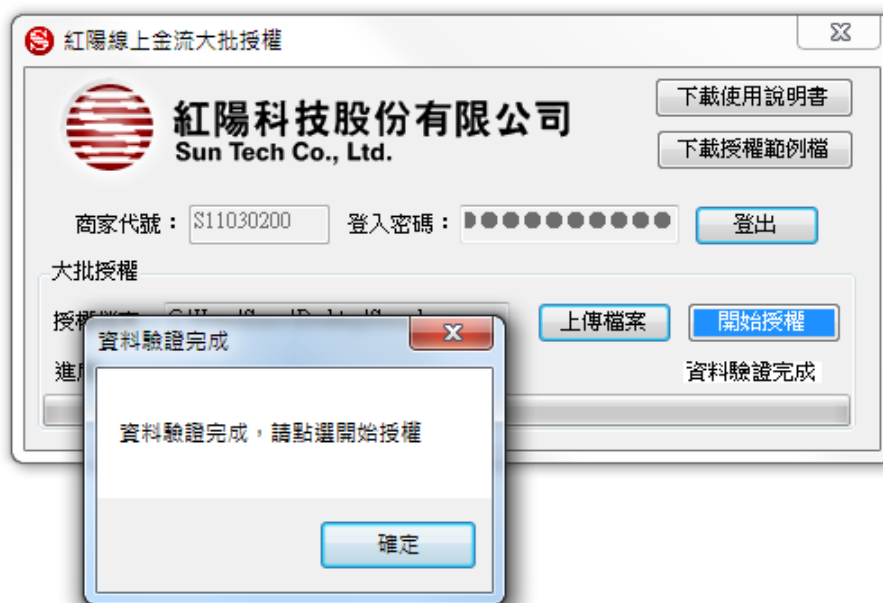 紅陽線上金流大批授權
紅陽科技股份有限公司
Sun Tech Co., Ltd.
下載使用說明書
下載授權範例檔
商家代號： S11030200 登入密碼： 登出
大批授權
上傳檔案 開始授權
資料驗證完成
資料驗證完成
資料驗證完成，請點選開始授權
確定